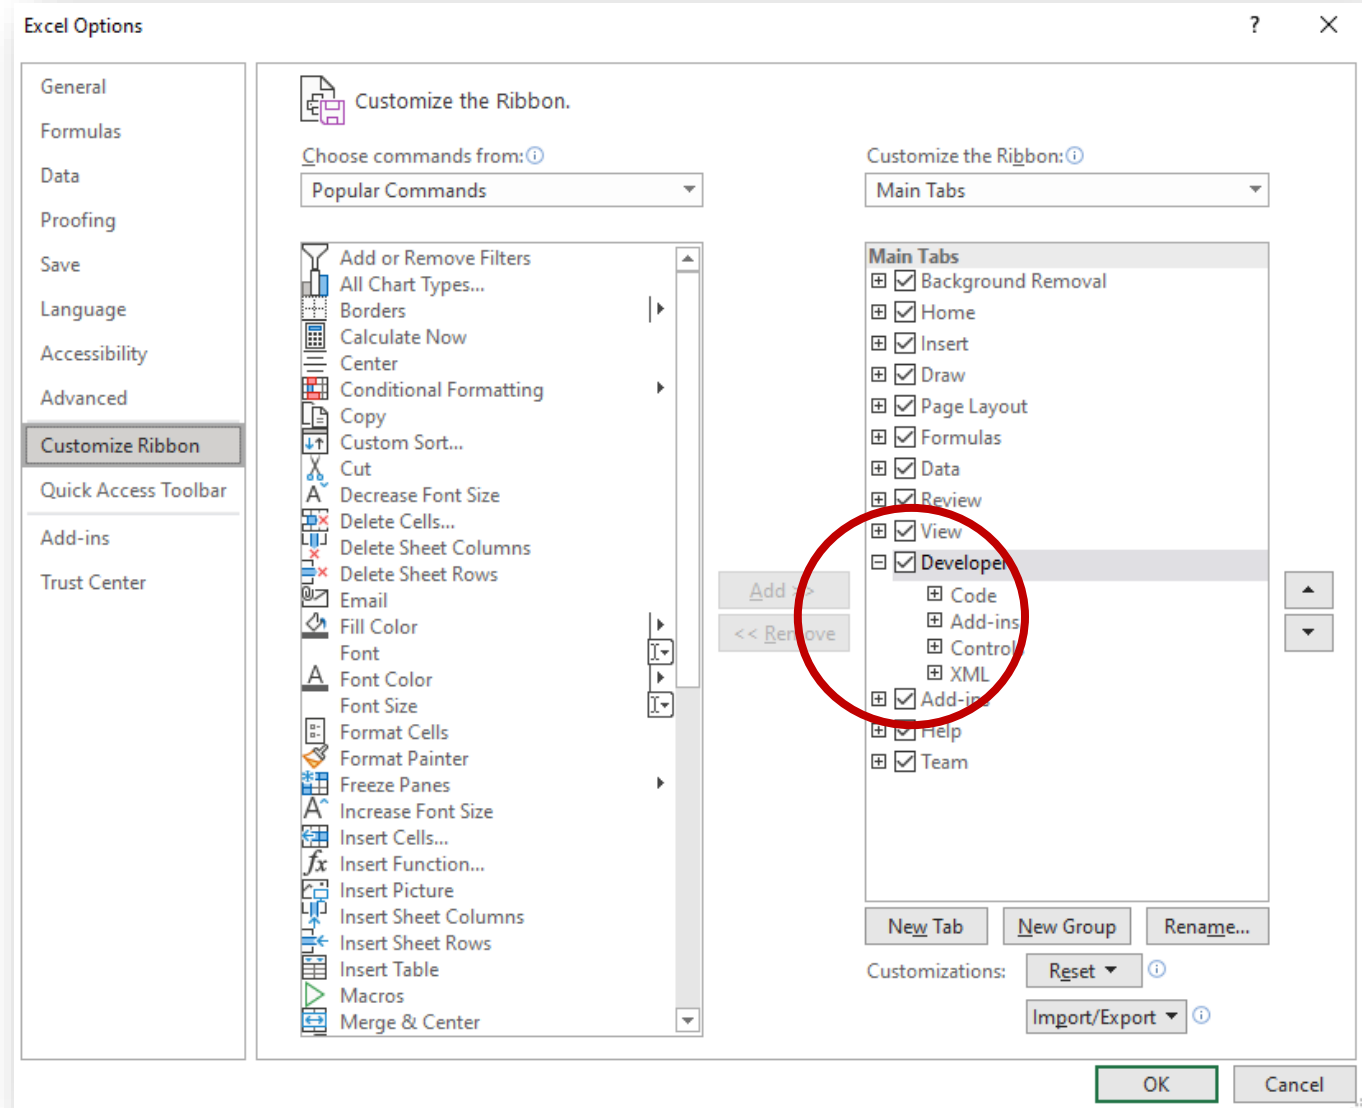 Excel Options
?
General
Formulas
Data
Proofing
Save
Language
Accessibility
Advanced
Customize Ribbon
Quick Access Toolbar
Add-ins
Trust Center
Customize the Ribbon.
Choose commands from:
Popular Commands
Add or Remove Filters
All Chart Types...
Borders
Calculate Now
Center
Conditional Formatting
Copy
Custom Sort...
Cut
Decrease Font Size
Delete Cells...
Delete Sheet Columns
Delete Sheet Rows
Email
Fill Color
Font
Font Color
Font Size
Format Cells
Format Painter
Freeze Panes
Increase Font Size
Insert Cells...
Insert Function...
Insert Picture
Insert Sheet Columns
Insert Sheet Rows
Insert Table
Macros
Merge & Center
Add >>
<< Remove
Customize the Ribbon:
Main Tabs
Main Tabs
Background Removal
Home
Insert
Draw
Page Layout
Formulas
Data
Review
View
Developer
Code
Add-ins
Controls
XML
Add-ins
Help
Team
New Tab
New Group
Rename...
Customizations:
Reset
Import/Export
OK
Cancel